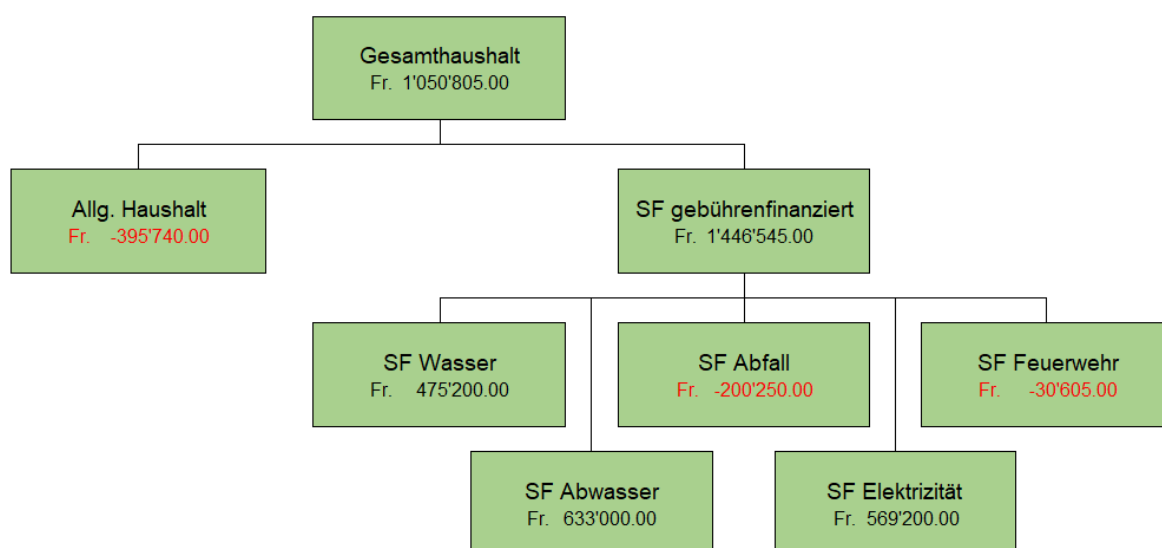 Gesamthaushalt
Fr. 1'050'805.00
Allg. Haushalt
Fr. -395'740.00
SF gebührenfinanziert
Fr. 1'446'545.00
SF Wasser
Fr. 475'200.00
SF Abfall
Fr. -200'250.00
SF Feuerwehr
Fr. -30'605.00
SF Abwasser
Fr. 633'000.00
SF Elektrizität
Fr. 569'200.00